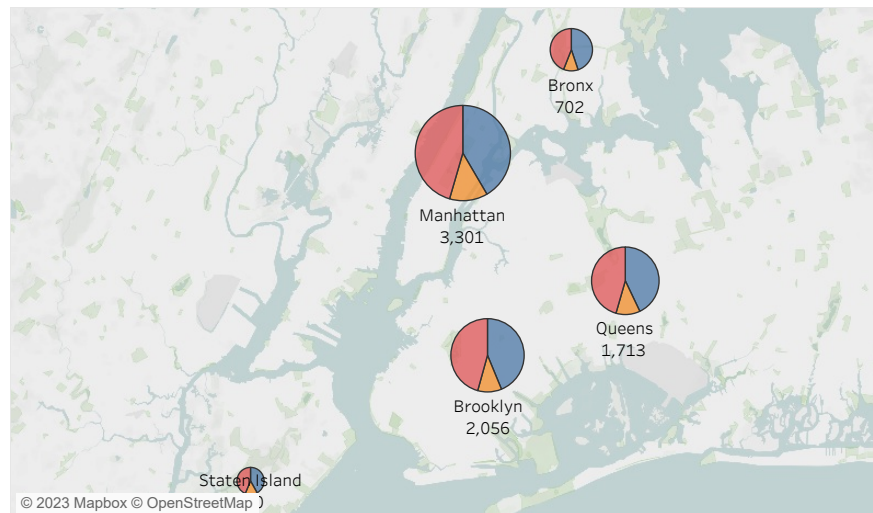 Bronx
702
Manhattan
3,301
Queens
1,713
Brooklyn
2,056
Staten Island
© 2023 Mapbox © OpenStreetMap